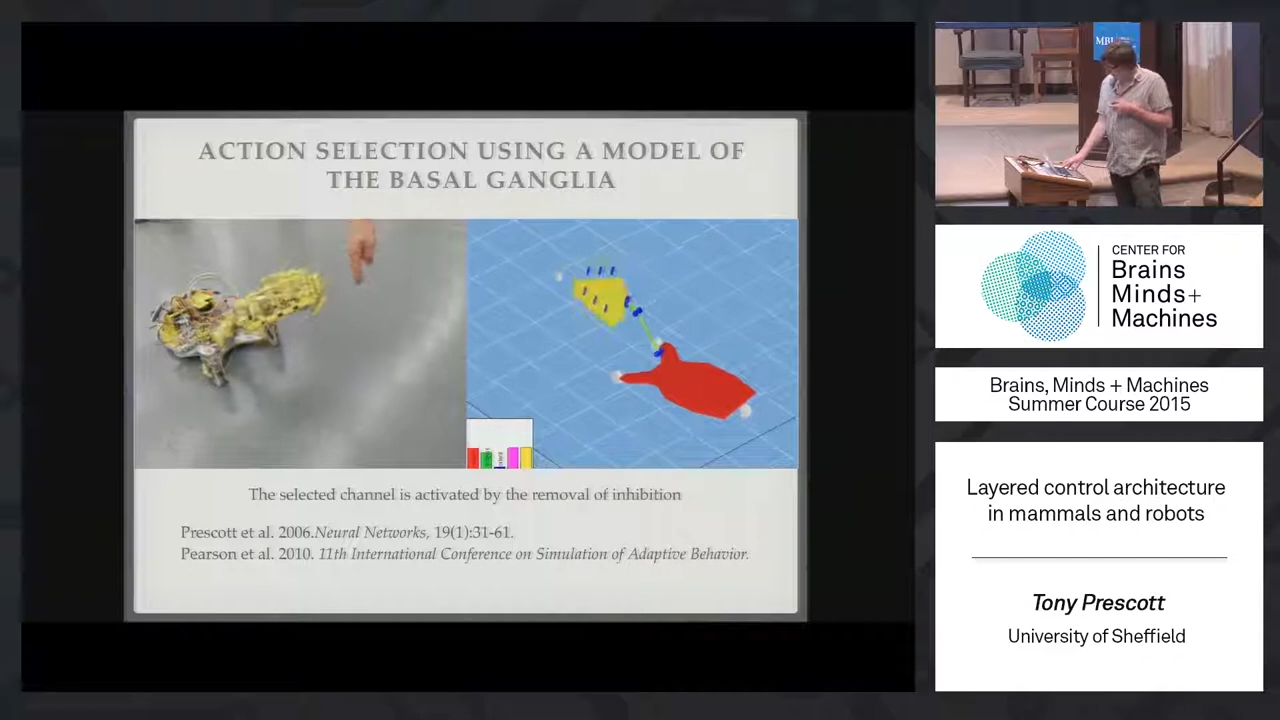 ACTION SELECTION USING A MODEL OF
THE BASAL GANGLIA
The selected channel is activated by the removal of inhibition
Prescott et al. 2006.Neural Networks, 19(1):31-61.
Pearson et al. 2010. 11th International Conference on Simulation of Adaptive Behavior.
CENTER FOR
Brains
Minds+
Machines
Brains, Minds + Machines
Summer Course 2015
Layered control architecture
in mammals and robots
Tony Prescott
University of Sheffield